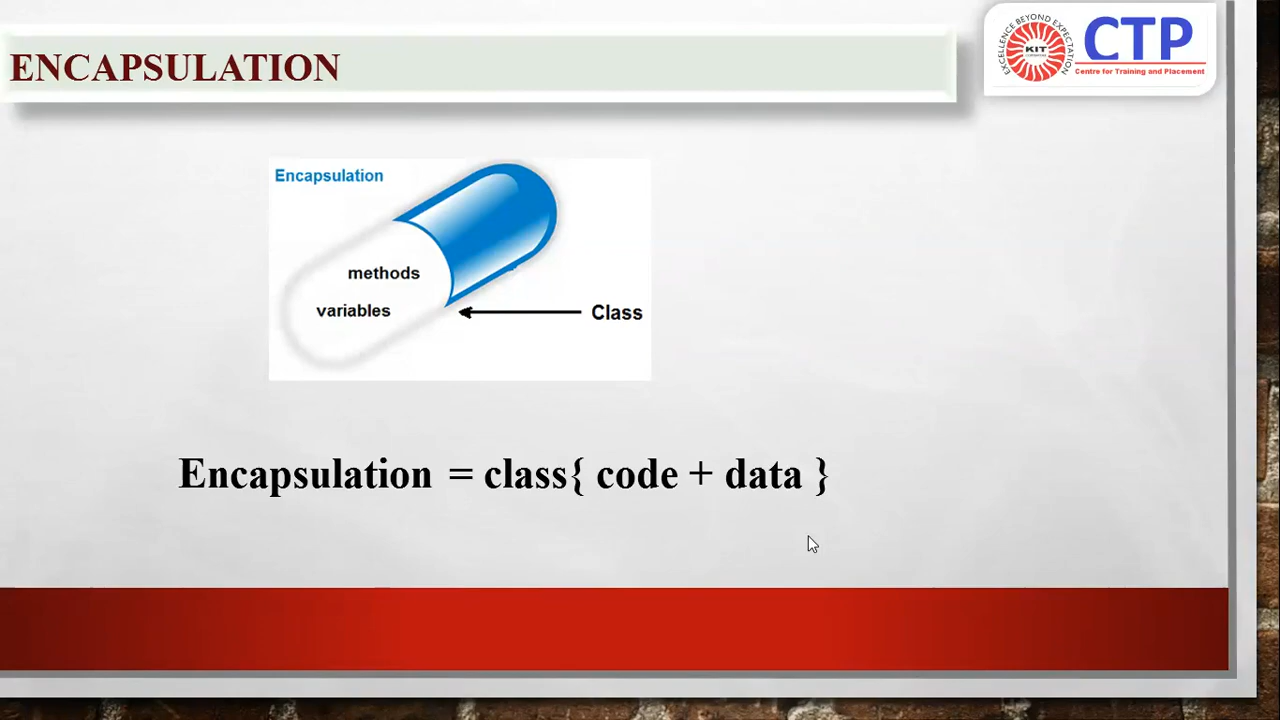 ENCAPSULATION
EXCELLENCE BEYOND EXPECTATION
KIT
CTP
Centre for Training and Placement
Encapsulation
methods
variables
Class
Encapsulation = class{ code + data }